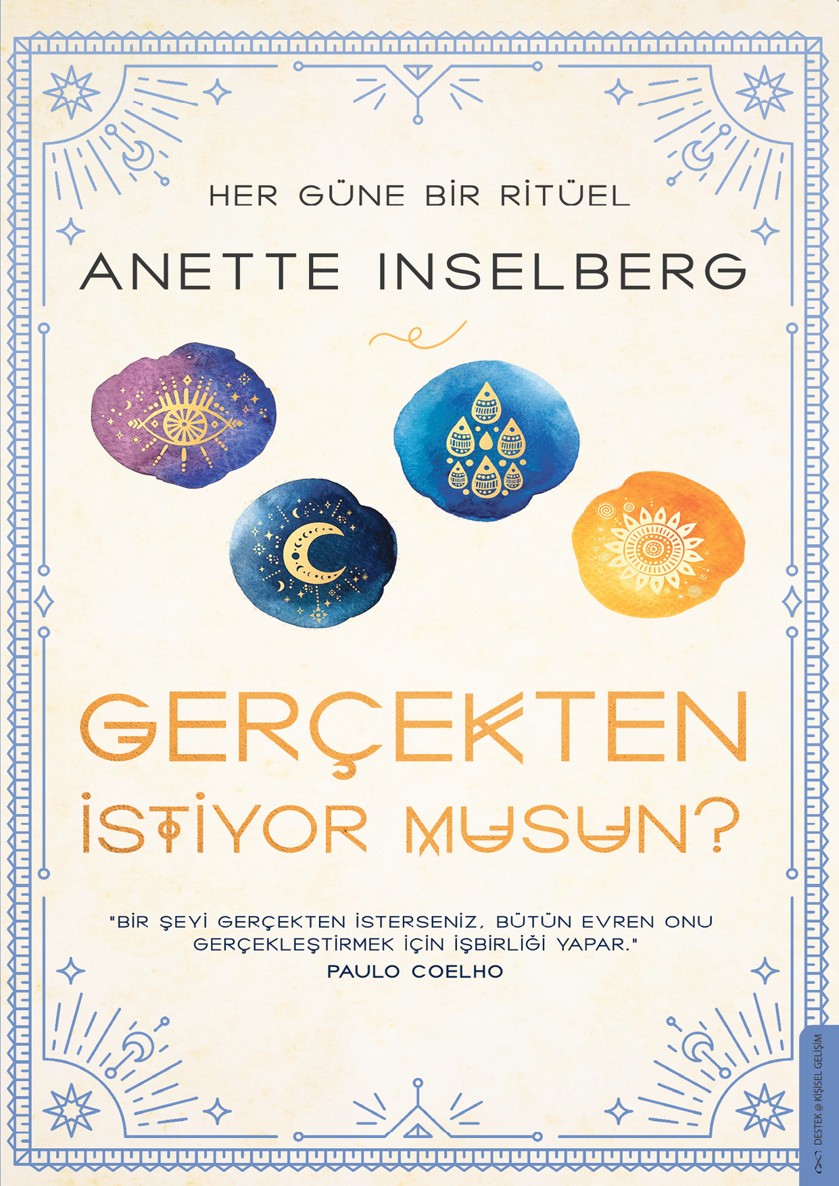 HER GÜNE BİR RİTÜEL
ANETTE INSELBERG
GERÇEKTEN
İSTİYOR MUSUN?
"BİR ŞEYİ GERÇEKTEN İSTERSENİZ, BÜTÜN EVREN ONU
GERÇEKLEŞTİRMEK İÇİN İŞBİRLİĞİ YAPAR."
PAULO COELHO
DESTEK @ KİŞİSEL GELİŞİM